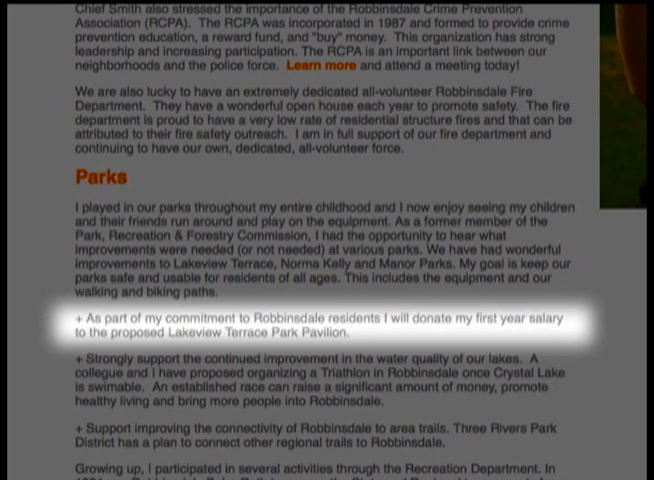 Chief Smith also stressed the importance of the Robbinsdale Crime Prevention
Association (RCPA). The RCPA was incorporated in 1987 and formed to provide crime
prevention education, a reward fund, and "buy" money. This organization has strong
leadership and increasing participation. The RCPA is an important link between our
neighborhoods and the police force. Learn more and attend a meeting today!
We are also lucky to have an extremely dedicated all-volunteer Robbinsdale Fire
Department. They have a wonderful open house each year to promote safety. The fire
department is proud to have a very low rate of residential structure fires and that can be
attributed to their fire safety outreach. I am in full support of our fire department and
continuing to have our own, dedicated, all-volunteer force.
Parks
I played in our parks throughout my entire childhood and I now enjoy seeing my children
and their friends run around and play on the equipment. As a former member of the
Park, Recreation & Forestry Commission, I had the opportunity to hear what
improvements were needed (or not needed) at various parks. We have had wonderful
improvements to Lakeview Terrace, Norma Kelly and Manor Parks. My goal is keep our
parks safe and usable for residents of all ages. This includes the equipment and our
walking and biking paths.
+ As part of my commitment to Robbinsdale residents I will donate my first year salary
to the proposed Lakeview Terrace Park Pavilion.
+ Strongly support the continued improvement in the water quality of our lakes. A
collegue and I have proposed organizing a Triathlon in Robbinsdale once Crystal Lake
is swimable. An established race can raise a significant amount of money, promote
healthy living and bring more people into Robbinsdale.
+ Support improving the connectivity of Robbinsdale to area trails. Three Rivers Park
District has a plan to connect other regional trails to Robbinsdale.
Growing up, I participated in several activities through the Recreation Department. In